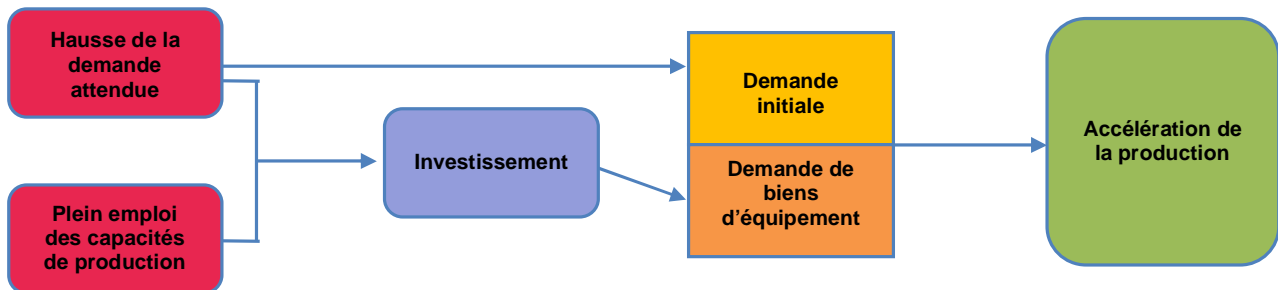 Hausse de la
demande
attendue
Plein emploi
des capacités
de production
Investissement
Demande
initiale
Demande de
biens
d'équipement
Accélération de
la production